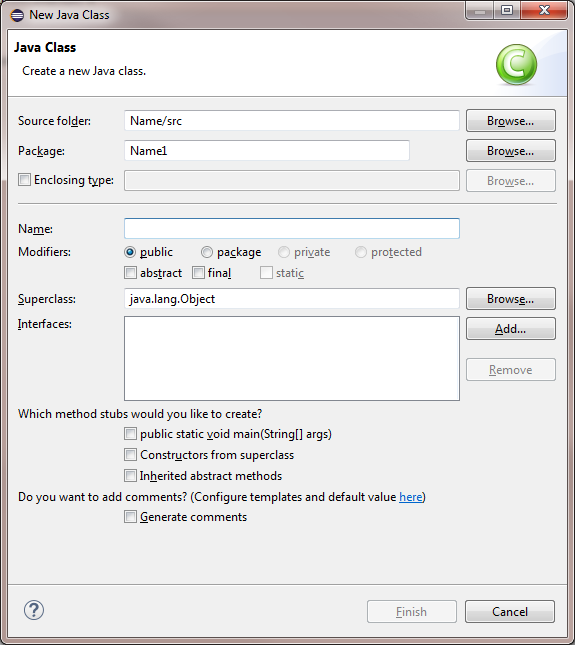 New Java Class
Java Class
Create a new Java class.
Source folder: Name/src Browse...
Package: Name1 Browse...
Enclosing type: Browse...
Name:
Modifiers: public package private protected
abstract final static
Superclass: java.lang.Object Browse...
Interfaces: Add...
Remove
Which method stubs would you like to create?
public static void main(String[] args)
Constructors from superclass
Inherited abstract methods
Do you want to add comments? (Configure templates and default value here)
Generate comments
? Finish Cancel